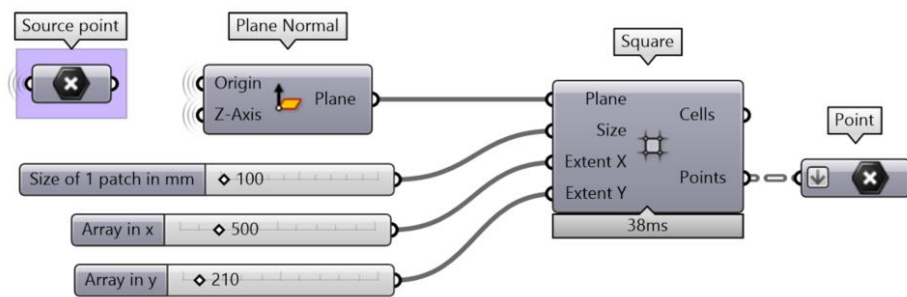 Source point
Plane Normal
Origin
Z-Axis
Plane
Square
Plane
Size
Extent X
Extent Y
Cells
Points
38ms
Point
Size of 1 patch in mm
100
Array in x
500
Array in y
210